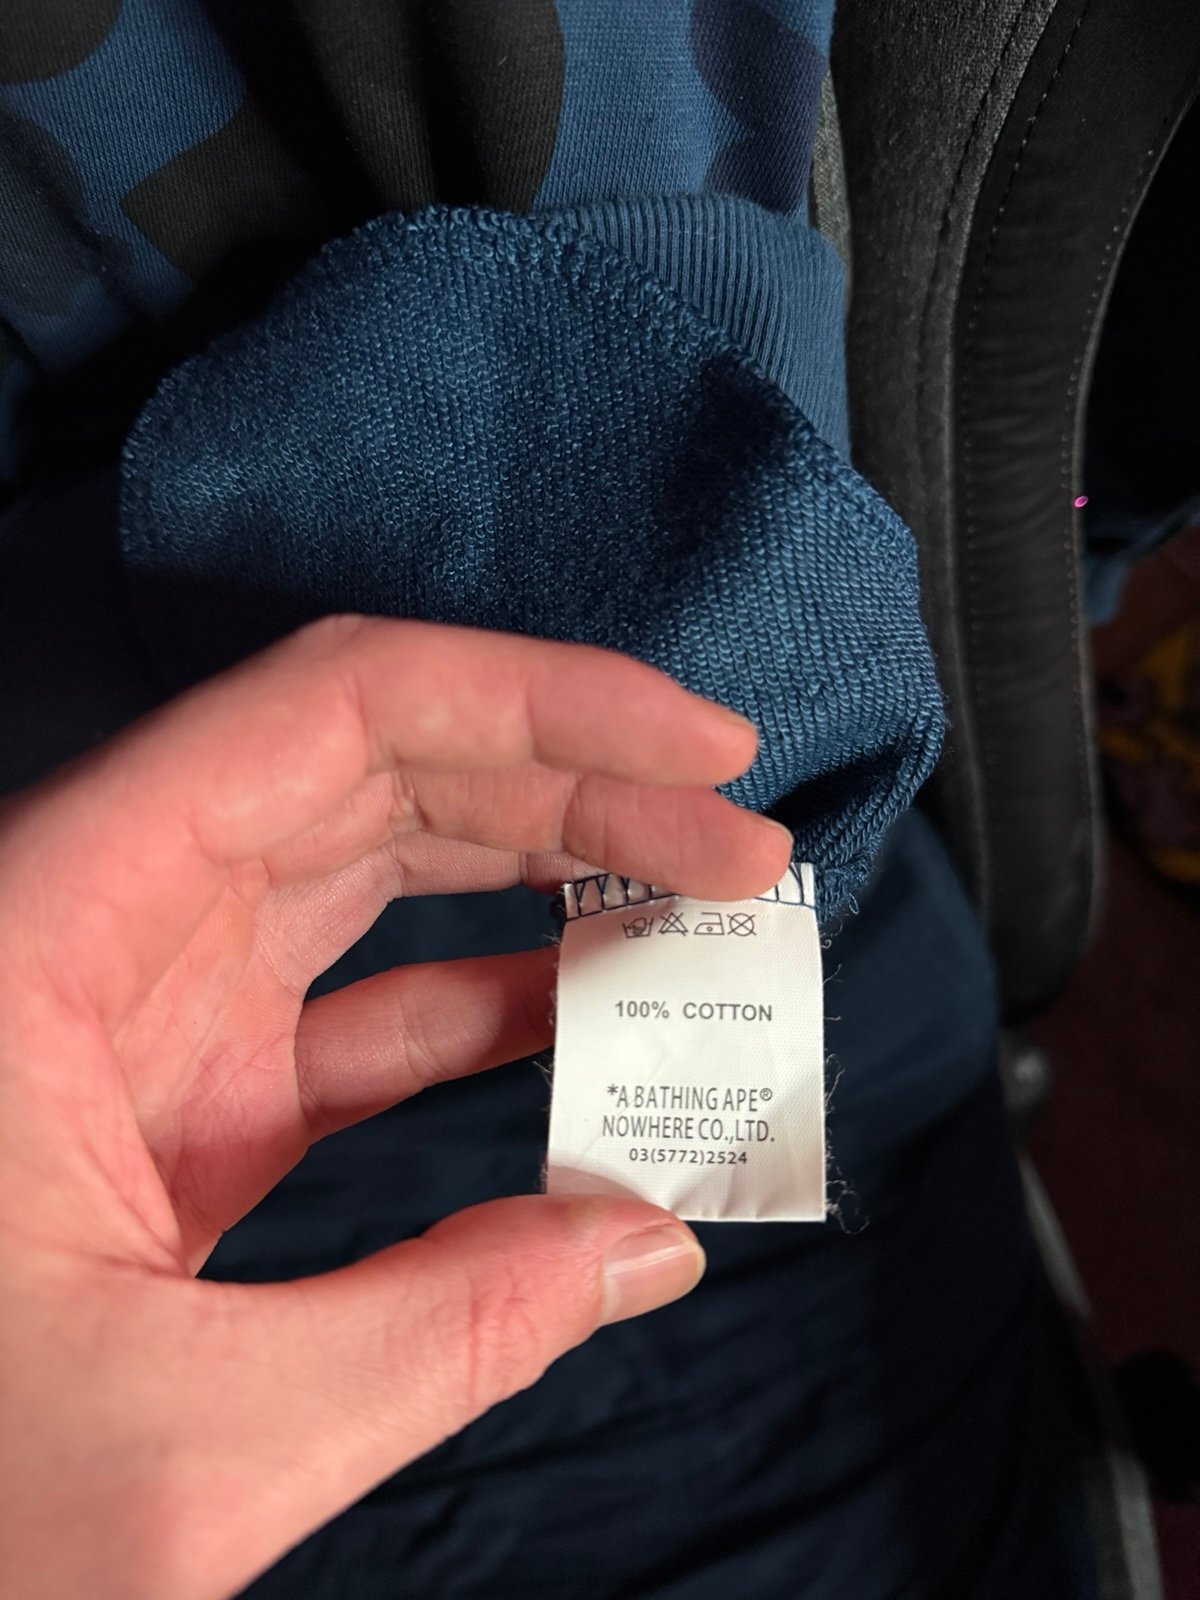 100% COTTON
*A BATHING APE®
NOWHERE CO.,LTD.
03(5772)2524